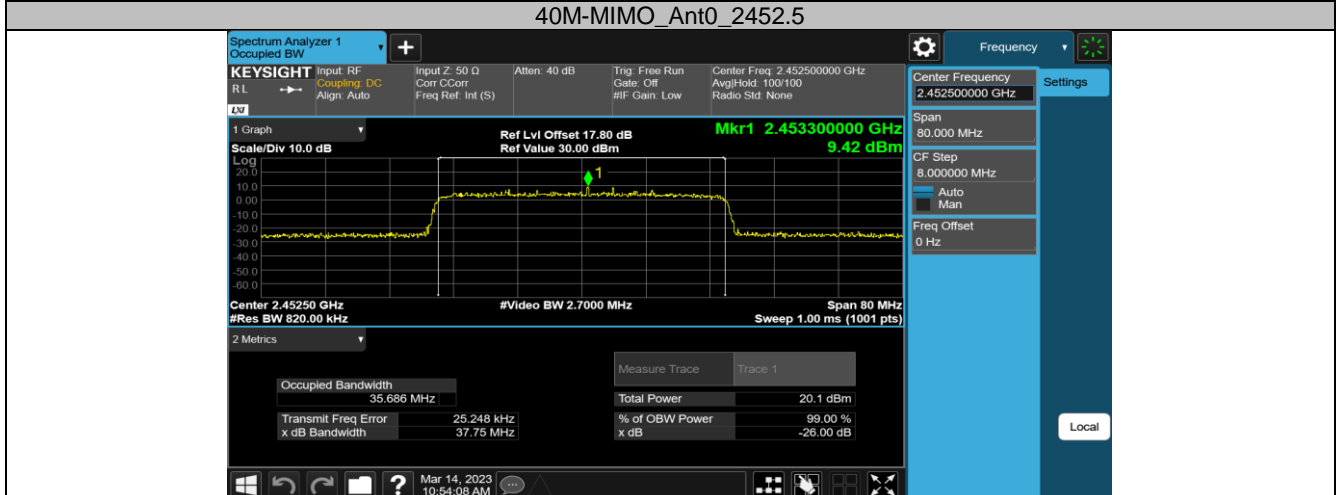 40M-MIMO_Ant0_2452.5
Spectrum Analyzer 1
Occupied BW
+
Frequency
KEYSIGHT
RL
LXI
Input: RF
Coupling: DC
Align: Auto
Input Z: 50 Ω
Corr CCorr
Freq Ref: Int (S)
Atten: 40 dB
Trig: Free Run
Gate: Off
#IF Gain: Low
Center Freq: 2.452500000 GHz
Avg|Hold: 100/100
Radio Std: None
Center Frequency
2.452500000 GHz
Settings
Span
80.000 MHz
CF Step
8.000000 MHz
Auto
Man
Freq Offset
0 Hz
1 Graph
Scale/Div 10.0 dB
Ref Lvl Offset 17.80 dB
Ref Value 30.00 dBm
Mkr1 2.453300000 GHz
9.42 dBm
Log
20.0
10.0
0.00
-10.0
-20.0
-30.0
-40.0
-50.0
-60.0
1
Center 2.45250 GHz
#Res BW 820.00 kHz
#Video BW 2.7000 MHz
Span 80 MHz
Sweep 1.00 ms (1001 pts)
2 Metrics
Measure Trace Trace 1
Occupied Bandwidth
35.686 MHz
Total Power 20.1 dBm
Transmit Freq Error 25.248 kHz
% of OBW Power 99.00 %
x dB Bandwidth 37.75 MHz
x dB -26.00 dB
Local
?
Mar 14, 2023
10:54:08 AM